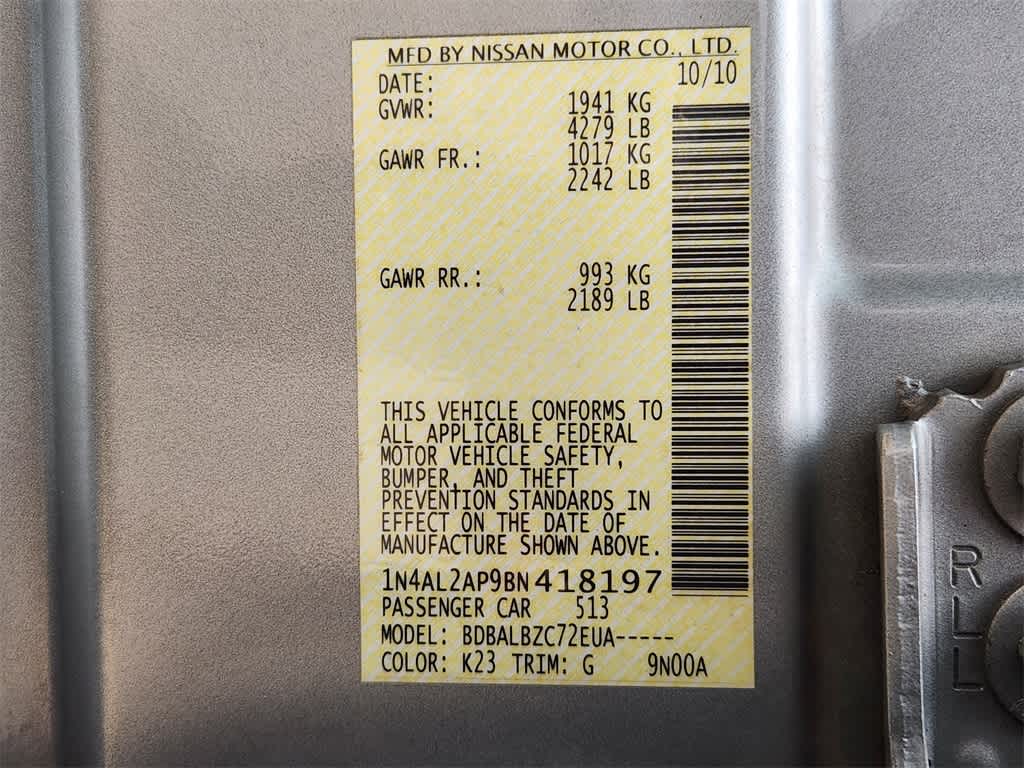 MFD BY NISSAN MOTOR CO., LTD.
DATE: 10/10
GVWR: 1941 KG
4279 LB
GAWR FR.: 1017 KG
2242 LB
GAWR RR.: 993 KG
2189 LB
THIS VEHICLE CONFORMS TO
ALL APPLICABLE FEDERAL
MOTOR VEHICLE SAFETY,
BUMPER, AND THEFT
PREVENTION STANDARDS IN
EFFECT ON THE DATE OF
MANUFACTURE SHOWN ABOVE.
1N4AL2AP9BN418197
PASSENGER CAR 513
MODEL: BDBALBZC72EUA-----
COLOR: K23 TRIM: G 9N00A
RLL